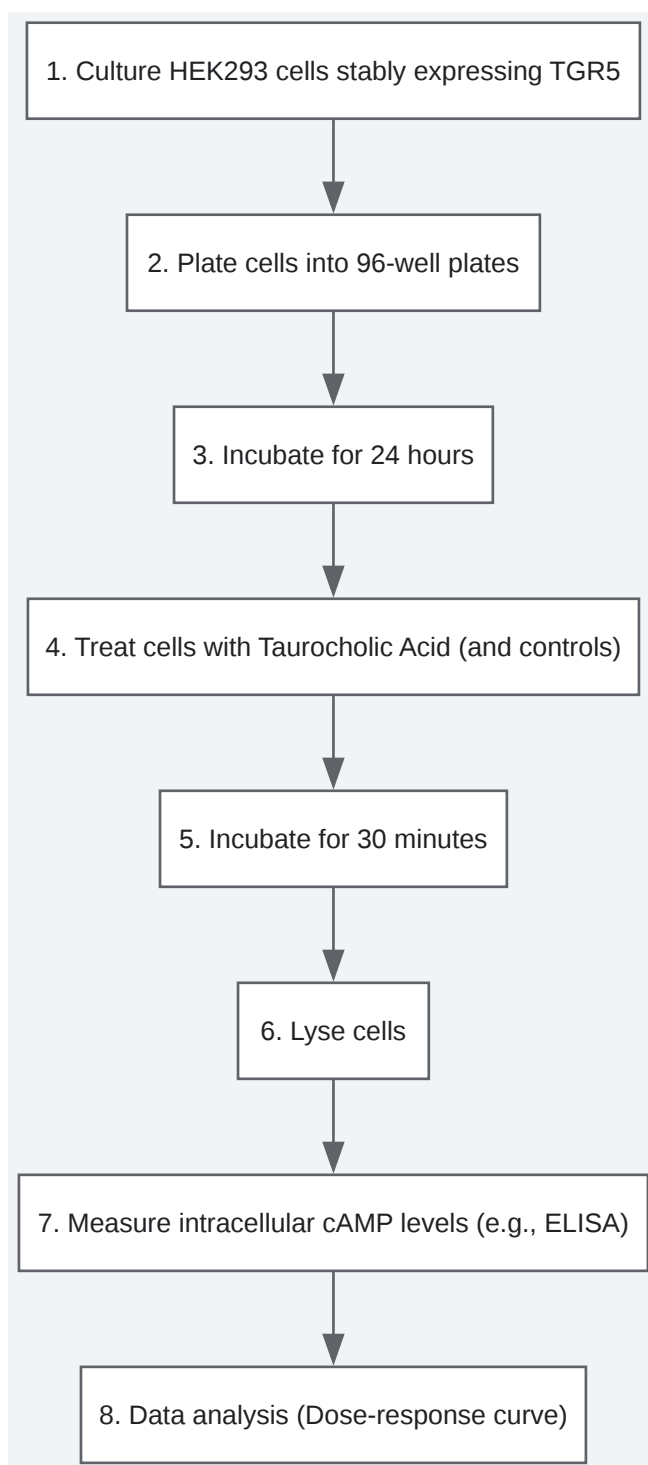 1. Culture HEK293 cells stably expressing TGR5
2. Plate cells into 96-well plates
3. Incubate for 24 hours
4. Treat cells with Taurocholic Acid (and controls)
5. Incubate for 30 minutes
6. Lyse cells
7. Measure intracellular cAMP levels (e.g., ELISA)
8. Data analysis (Dose-response curve)